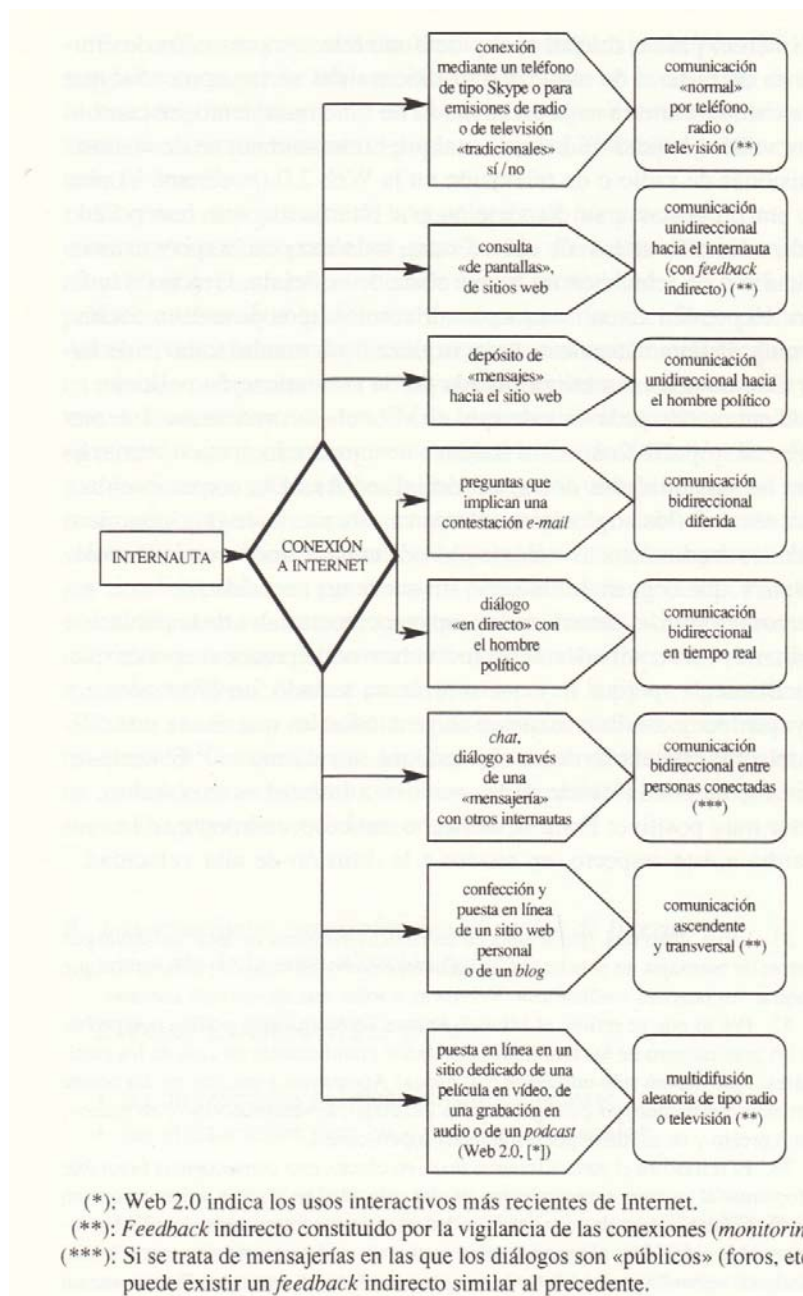 conexión
mediante un teléfono
de tipo Skype o para
emisiones de radio
o de televisión
«tradicionales»
sí / no
comunicación
«normal»
por teléfono,
radio o
televisión (**)
consulta
«de pantallas»,
de sitios web
comunicación
unidireccional
hacia el internauta
(con feedback
indirecto) (**)
depósito de
«mensajes»
hacia el sitio web
comunicación
unidireccional hacia
el hombre político
INTERNAUTA
CONEXIÓN
A INTERNET
preguntas que
implican una
contestación e-mail
comunicación
bidireccional
diferida
diálogo
«en directo» con
el hombre
político
comunicación
bidireccional
en tiempo real
chat,
diálogo a través
de una
«mensajería»
con otros internautas
comunicación
bidireccional entre
personas conectadas
(***)
confección y
puesta en línea
de un sitio web
personal
o de un blog
comunicación
ascendente
y transversal (**)
puesta en línea en un
sitio dedicado de una
película en vídeo, de
una grabación en
audio o de un podcast
(Web 2.0, [*])
multidifusión
aleatoria de tipo radio
o televisión (**)
(*): Web 2.0 indica los usos interactivos más recientes de Internet.
(**): Feedback indirecto constituido por la vigilancia de las conexiones (monitorin
(***): Si se trata de mensajerías en las que los diálogos son «públicos» (foros, etc
puede existir un feedback indirecto similar al precedente.